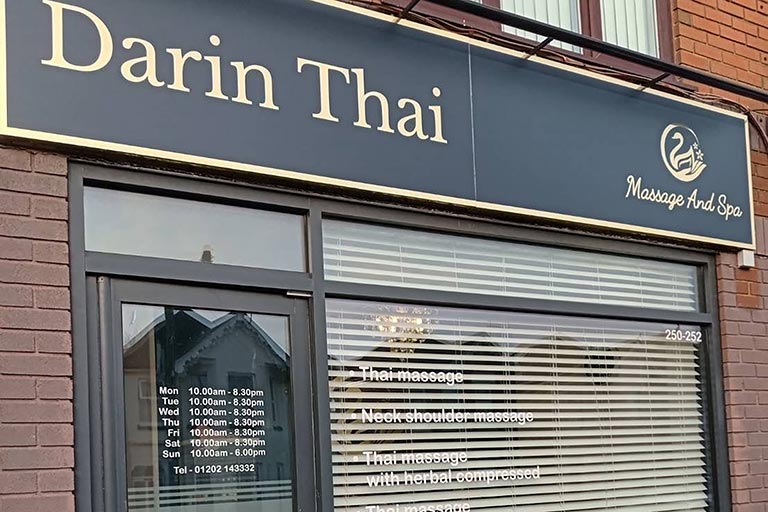 Darin Thai
Massage And Spa
250-252
Mon 10.00am - 8.30pm
Tue 10.00am - 8.30pm
Wed 10.00am - 8.30pm
Thu 10.00am - 8.30pm
Fri 10.00am - 8.30pm
Sat 10.00am - 8.30pm
Sun 10.00am - 6.00pm
Tel - 01202 143332
• Thai massage
• Neck shoulder massage
• Thai massage
with herbal compressed
• Thai massage